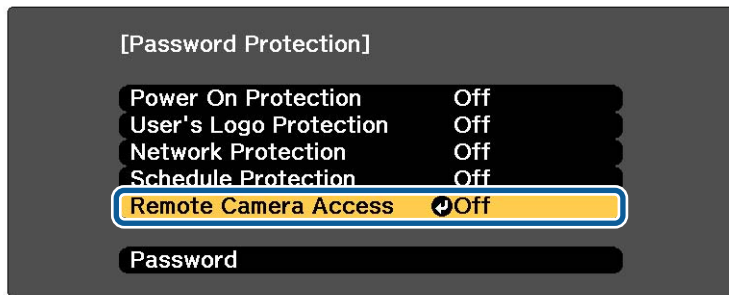 [Password Protection]
Power On Protection Off
User's Logo Protection Off
Network Protection Off
Schedule Protection Off
Remote Camera Access Off
Password